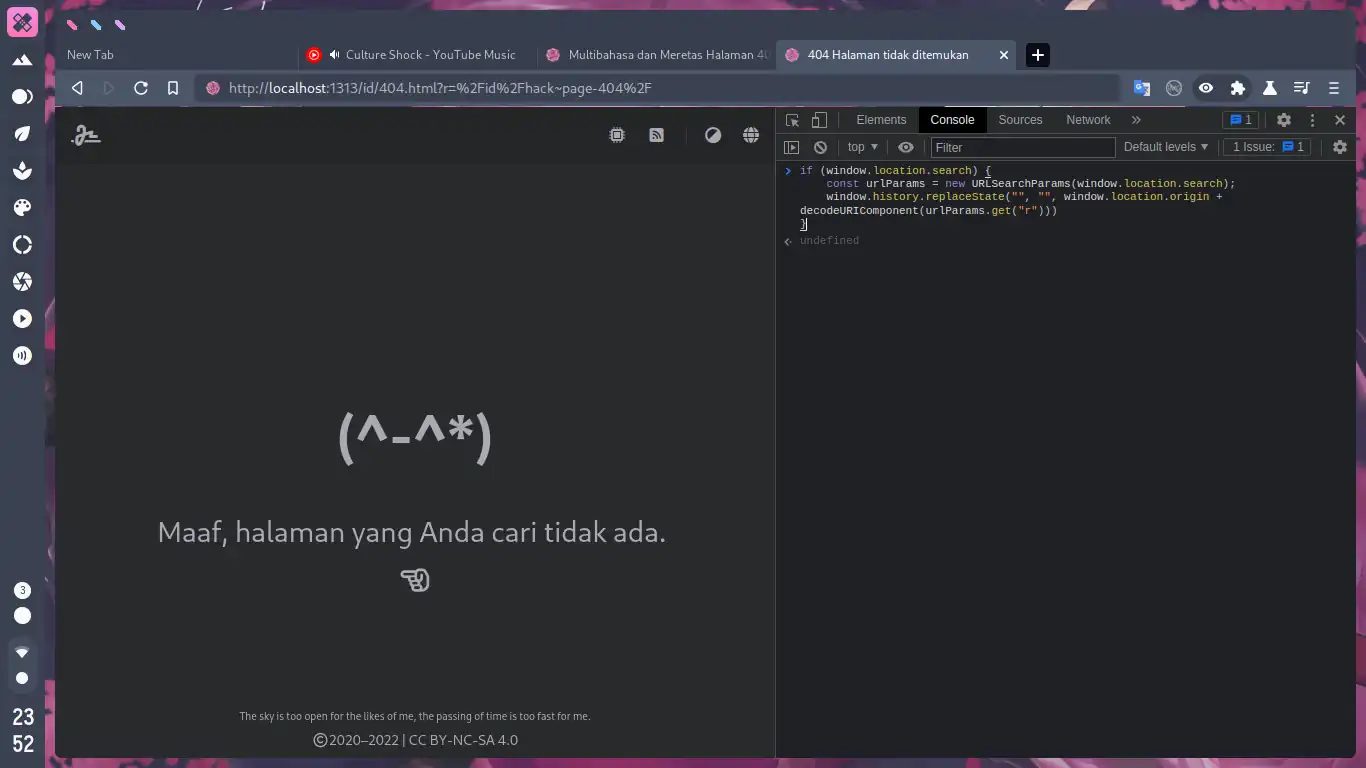 New Tab
Culture Shock - YouTube Music
Multibahasa dan Meretas Halaman 40
404 Halaman tidak ditemukan
http://localhost:1313/id/404.html?r=%2Fid%2Fhack~page-404%2F
Elements
Console
Sources
Network
1
top
Filter
Default levels
1 Issue:
1
if (window.location.search) {
const urlParams = new URLSearchParams(window.location.search);
window.history.replaceState("", "", window.location.origin +
decodeURIComponent(urlParams.get("r")))
}
undefined
(^-^*)
Maaf, halaman yang Anda cari tidak ada.
The sky is too open for the likes of me, the passing of time is too fast for me.
©2020–2022 | CC BY-NC-SA 4.0
3
23
52